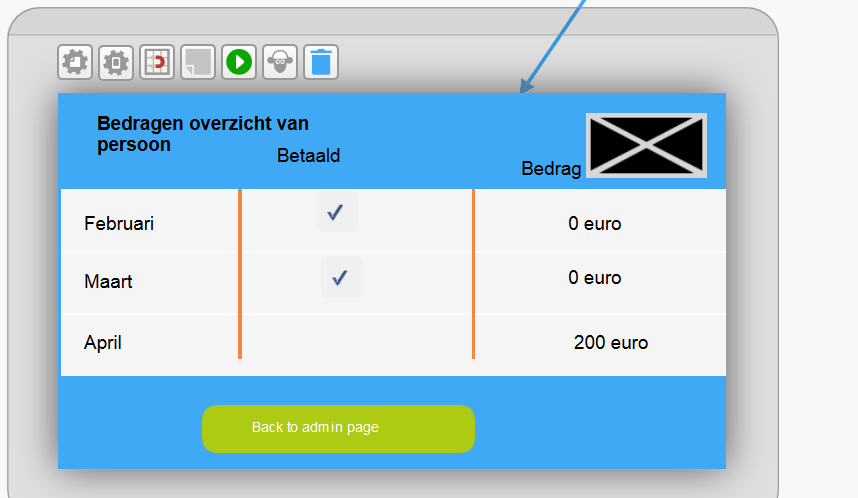 Bedragen overzicht van
persoon
Betaald
Bedrag
Februari
0 euro
Maart
0 euro
April
200 euro
Back to admin page